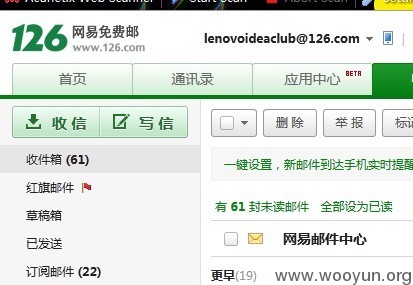 Acunetix Web Scanner Start Scan Abort Scan Settings
126 网易免费邮
www.126.com
lenovoideaclub@126.com
首页 通讯录 应用中心 BETA
收信 写信 删除 举报 标记
收件箱 (61)
一键设置，新邮件到达手机实时提醒
红旗邮件
草稿箱
有 61 封未读邮件 全部设为已读
已发送
网易邮件中心
订阅邮件 (22)
更早(19)
www.wooyun.org